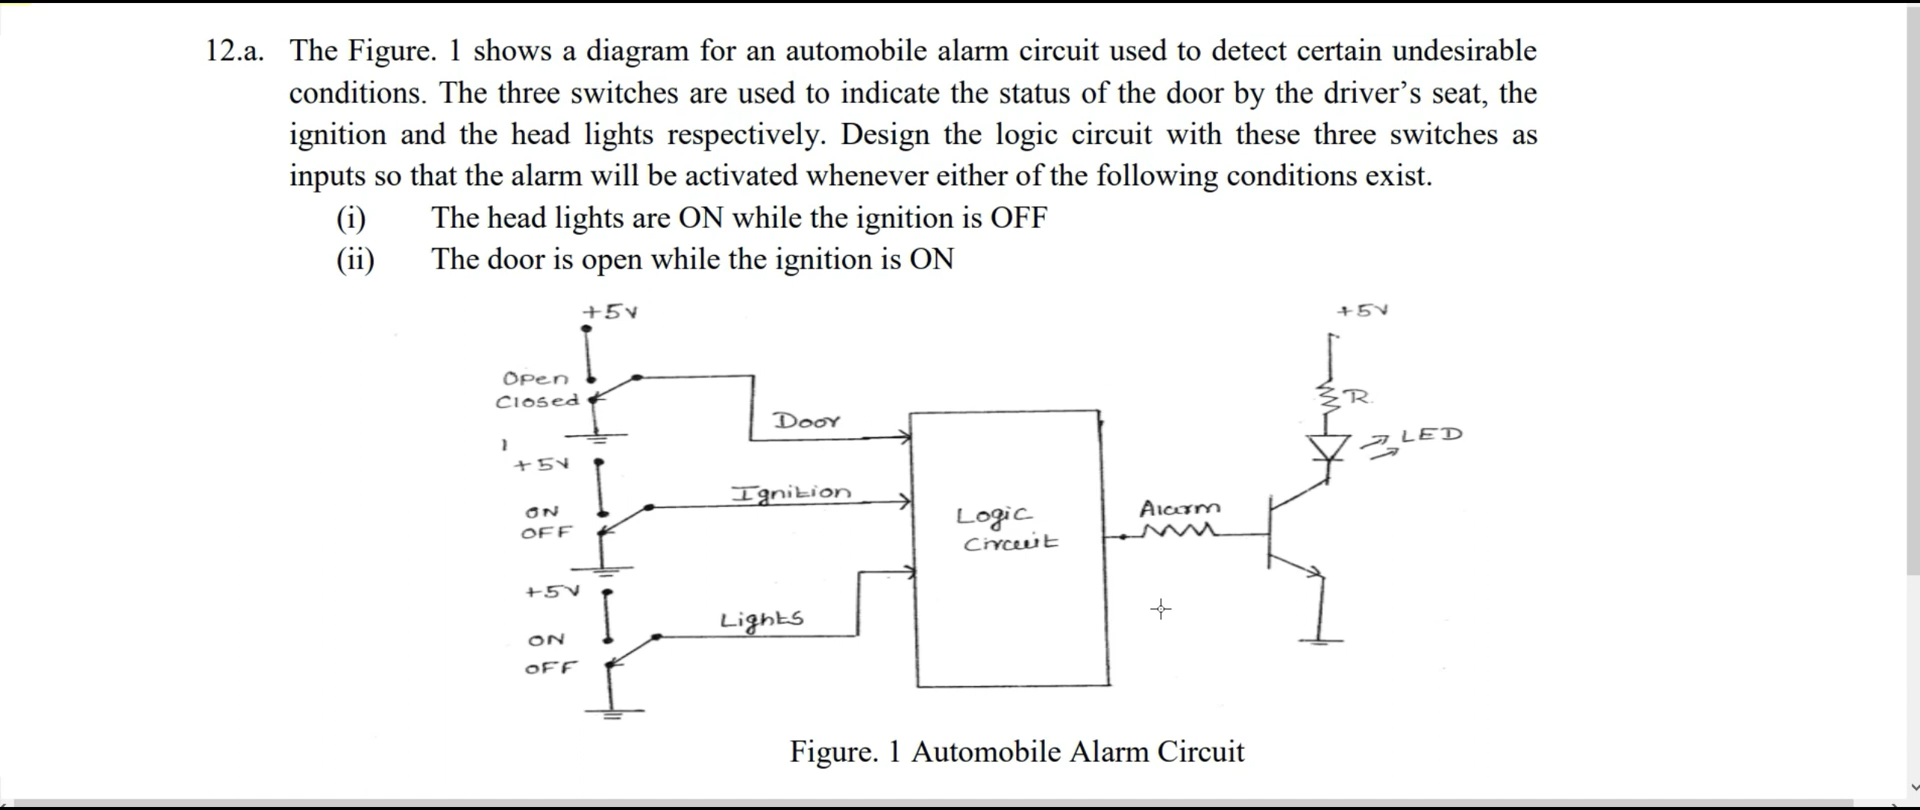 12.a. The Figure. 1 shows a diagram for an automobile alarm circuit used to detect certain undesirable
conditions. The three switches are used to indicate the status of the door by the driver's seat, the
ignition and the head lights respectively. Design the logic circuit with these three switches as
inputs so that the alarm will be activated whenever either of the following conditions exist.
(i) The head lights are ON while the ignition is OFF
(ii) The door is open while the ignition is ON
+5V
+5V
Open
Closed
R
Door
LED
+5V
Ignition
ON
OFF
Logic
Circuit
Alarm
+5V
Lights
ON
OFF
Figure. 1 Automobile Alarm Circuit